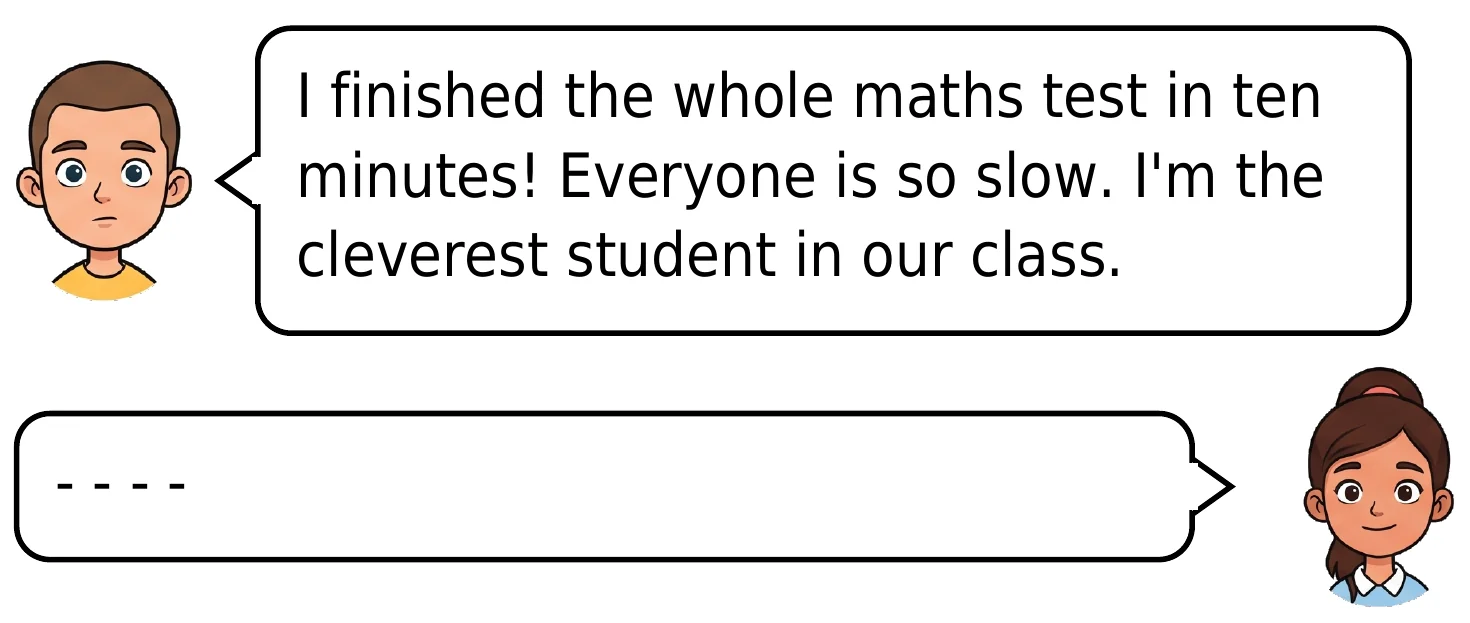 I finished the whole maths test in ten
minutes! Everyone is so slow. I'm the
cleverest student in our class.
- - - -